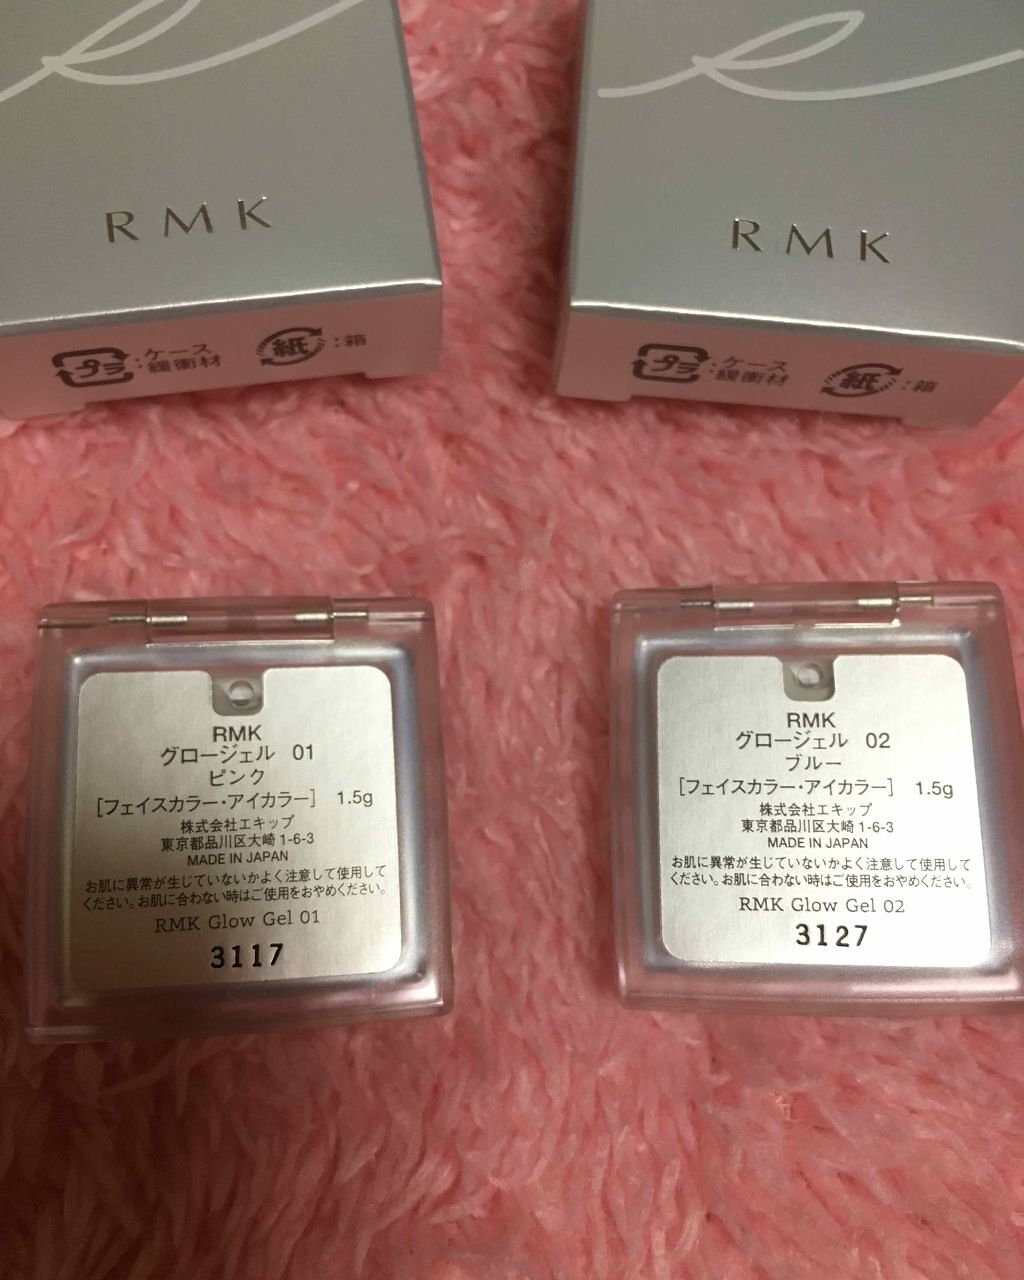 RMK
プラ:ケース
緩衝材
紙:箱
RMK
プラ:ケース
緩衝材
紙:箱
RMK
グロージェル 01
ピンク
[フェイスカラー・アイカラー] 1.5g
株式会社エキップ
東京都品川区大崎1-6-3
MADE IN JAPAN
お肌に異常が生じていないかよく注意して使用して
ください。お肌に合わない時はご使用をおやめください。
RMK Glow Gel 01
3117
RMK
グロージェル 02
ブルー
[フェイスカラー・アイカラー] 1.5g
株式会社エキップ
東京都品川区大崎1-6-3
MADE IN JAPAN
お肌に異常が生じていないかよく注意して使用して
ください。お肌に合わない時はご使用をおやめください。
RMK Glow Gel 02
3127